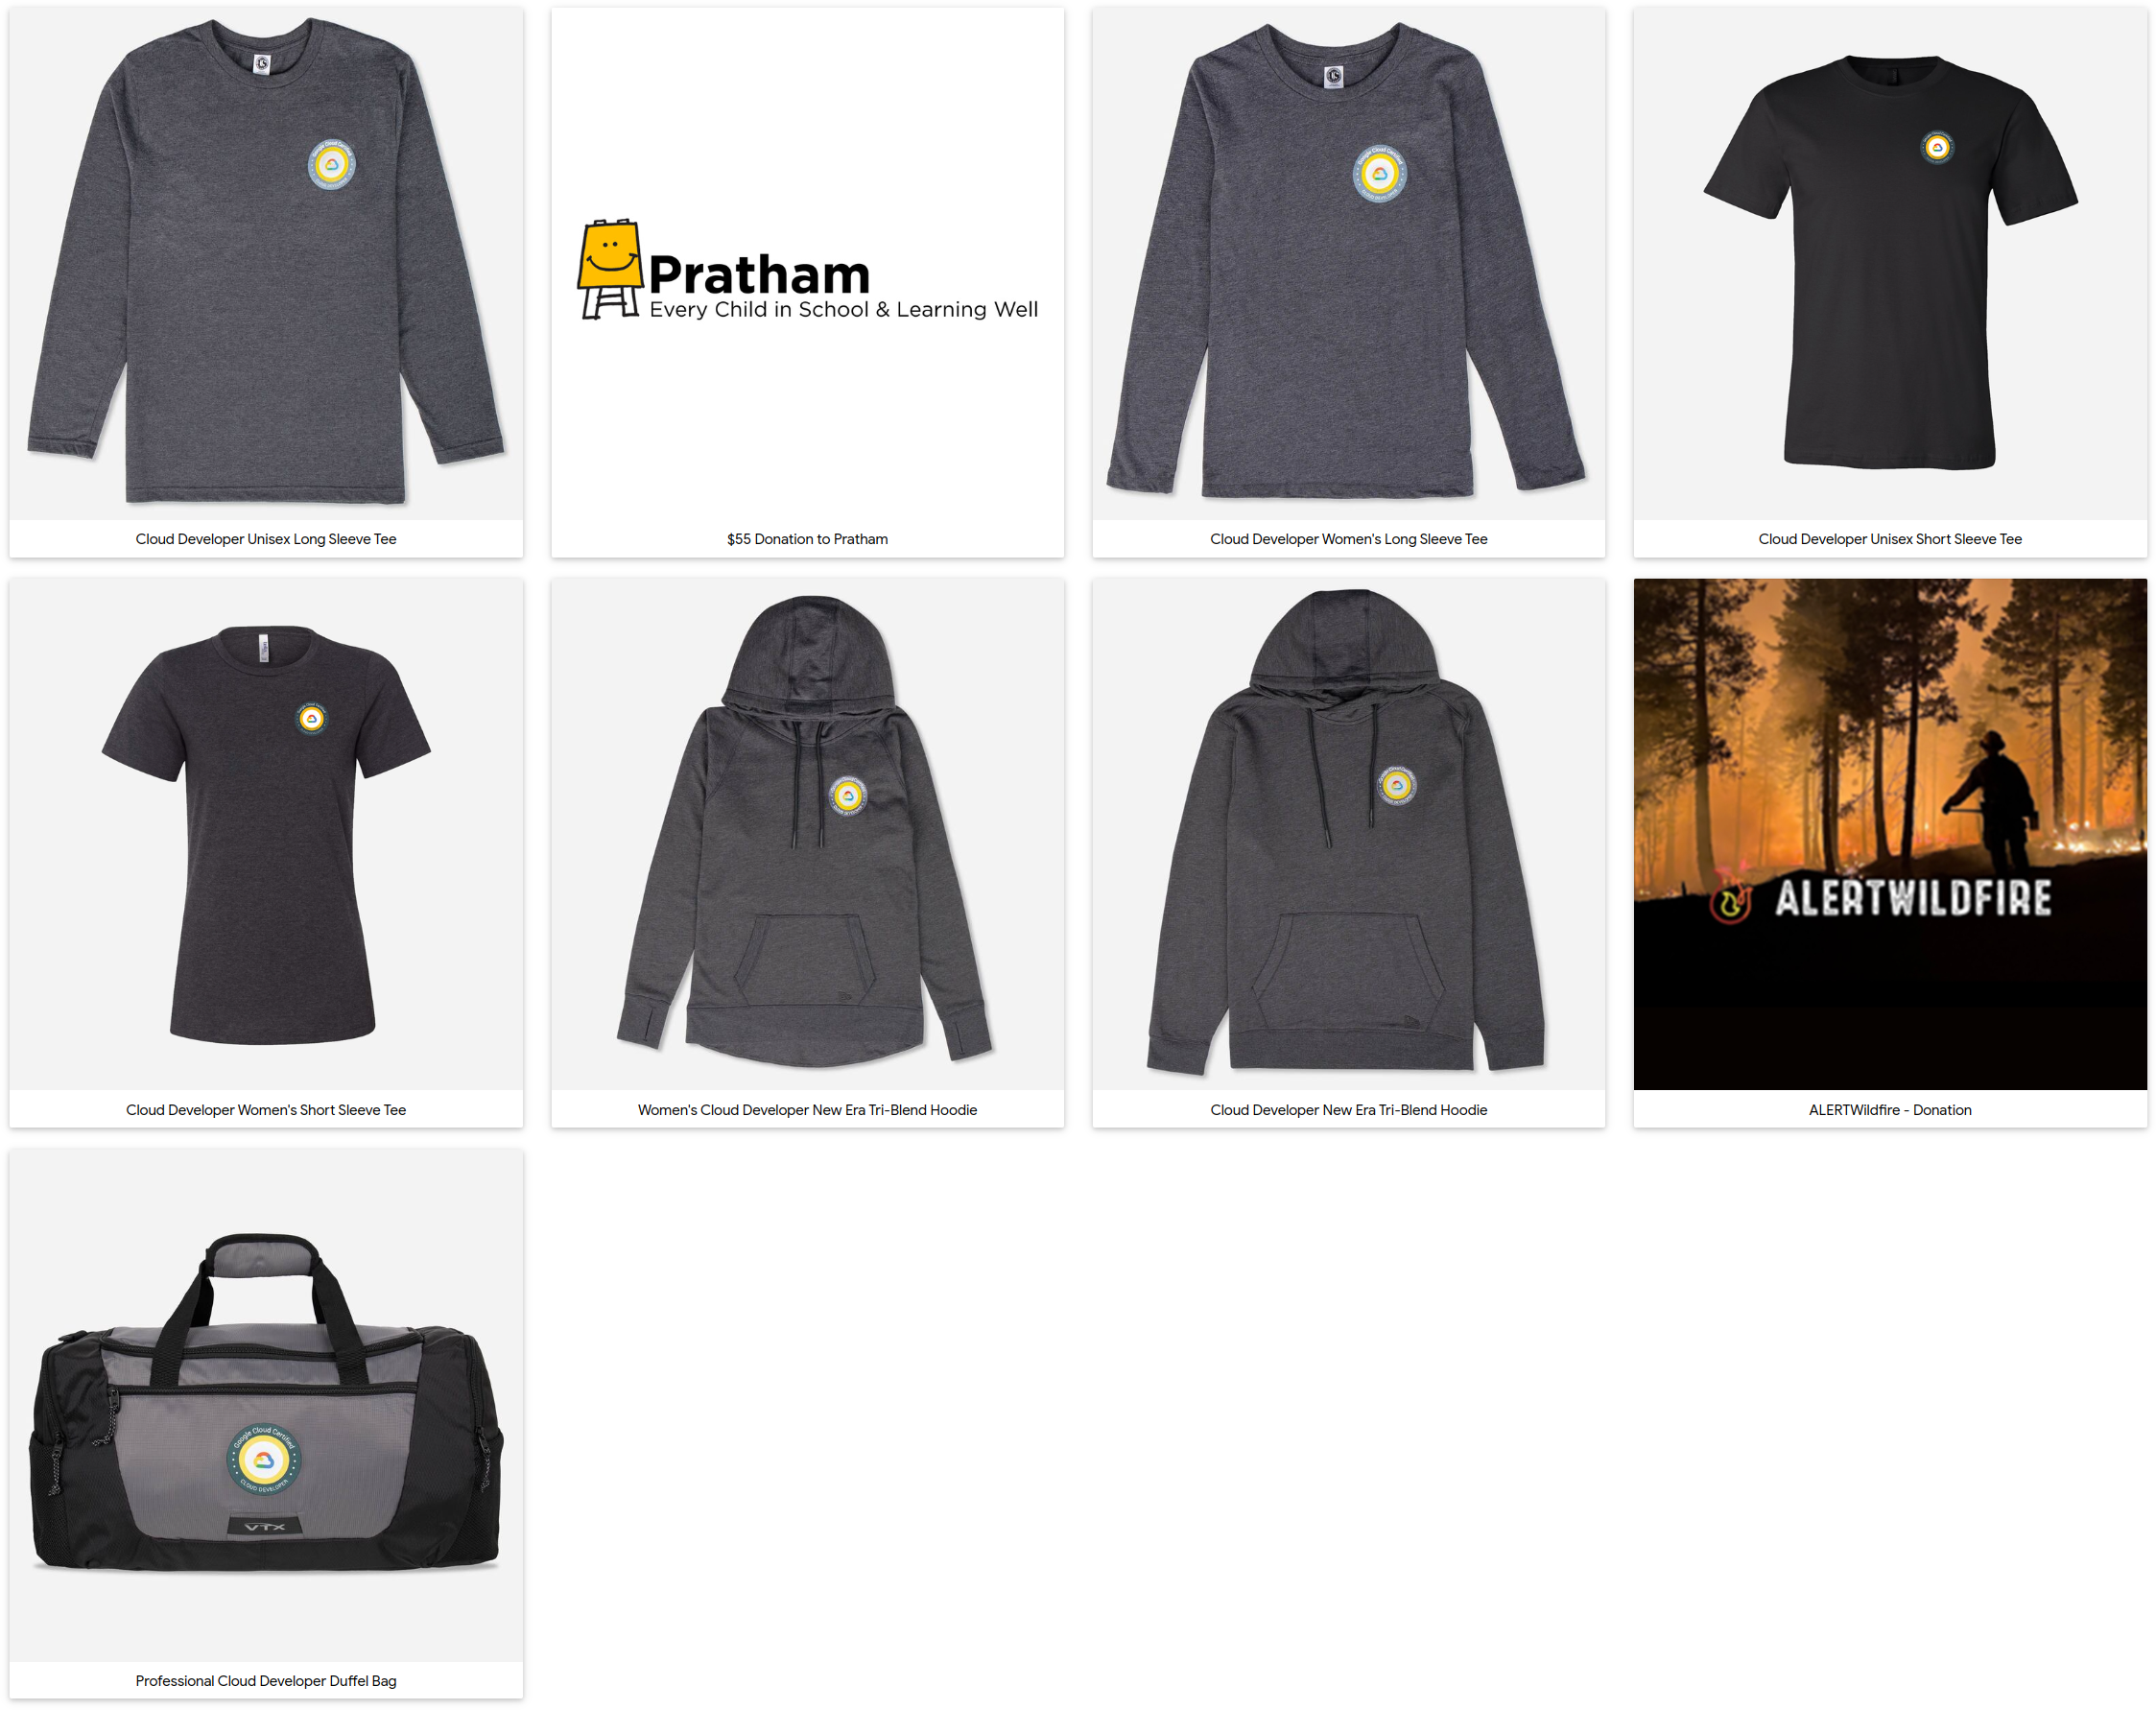 Cloud Developer Unisex Long Sleeve Tee
Pratham
Every Child in School & Learning Well
$55 Donation to Pratham
Google Cloud Certified
Cloud Developer Women's Long Sleeve Tee
Cloud Developer Unisex Short Sleeve Tee
Cloud Developer Women's Short Sleeve Tee
Women's Cloud Developer New Era Tri-Blend Hoodie
Cloud Developer New Era Tri-Blend Hoodie
ALERTWILDFIRE
ALERTWildfire - Donation
Google Cloud Certified
CLOUD DEVELOPER
VTX
Professional Cloud Developer Duffel Bag